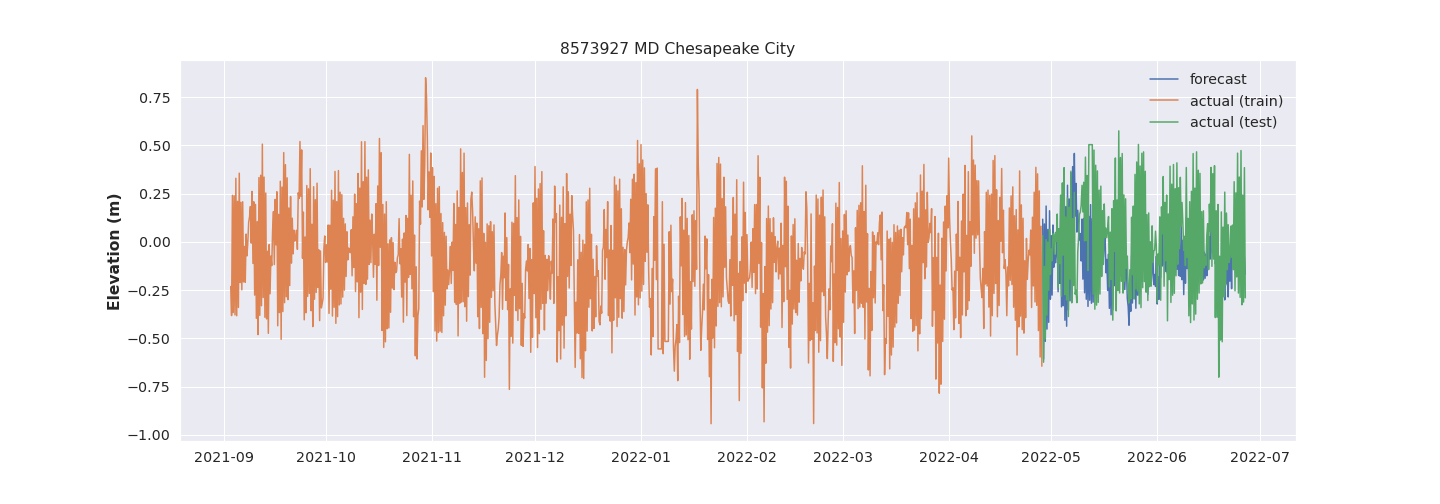 8573927 MD Chesapeake City
forecast
actual (train)
actual (test)
Elevation (m)
0.75
0.50
0.25
0.00
−0.25
−0.50
−0.75
−1.00
2021-09 2021-10 2021-11 2021-12 2022-01 2022-02 2022-03 2022-04 2022-05 2022-06 2022-07